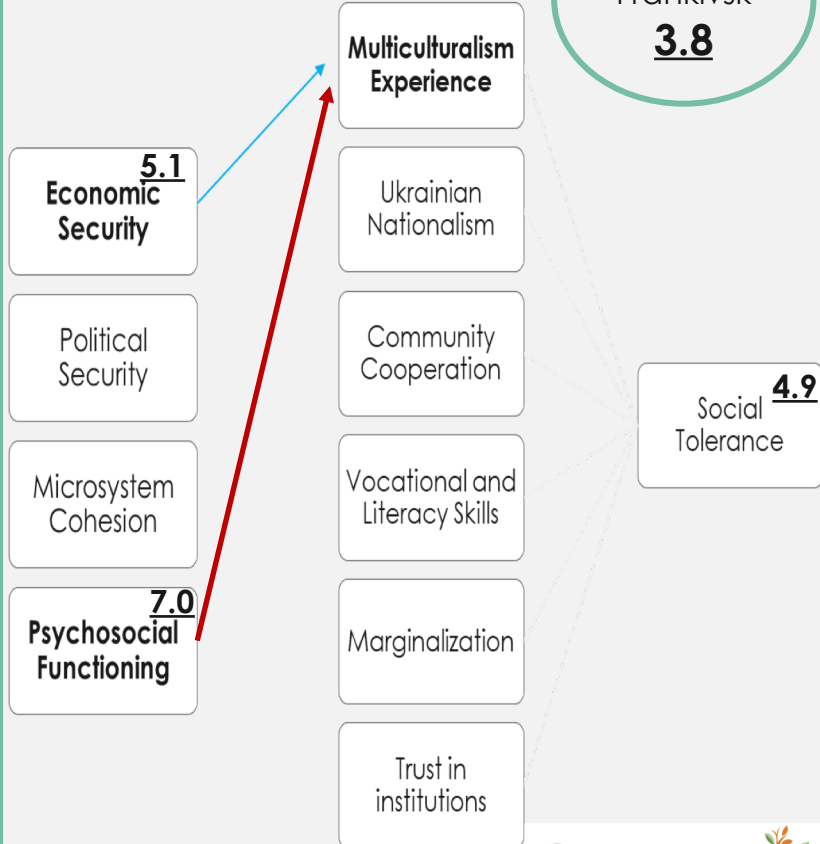 3.8
Multiculturalism
Experience
5.1
Economic
Security
Ukrainian
Nationalism
Political
Security
Community
Cooperation
4.9
Social
Tolerance
Microsystem
Cohesion
Vocational and
Literacy Skills
7.0
Psychosocial
Functioning
Marginalization
Trust in
institutions